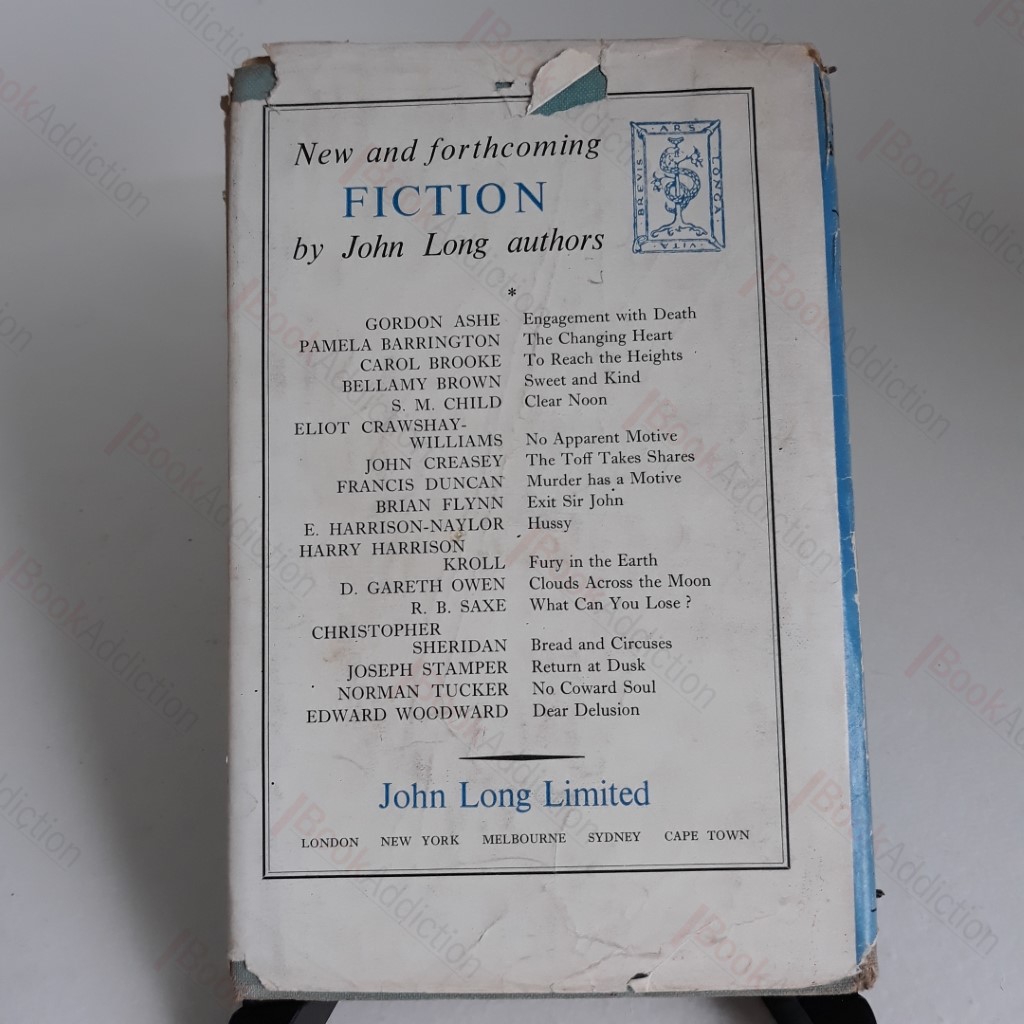 New and forthcoming
FICTION
by John Long authors
ARS
LONGA
VITA
BREVIS
*
GORDON ASHE Engagement with Death
PAMELA BARRINGTON The Changing Heart
CAROL BROOKE To Reach the Heights
BELLAMY BROWN Sweet and Kind
S. M. CHILD Clear Noon
ELIOT CRAWSHAY-
WILLIAMS No Apparent Motive
JOHN CREASEY The Toff Takes Shares
FRANCIS DUNCAN Murder has a Motive
BRIAN FLYNN Exit Sir John
E. HARRISON-NAYLOR Hussy
HARRY HARRISON
KROLL Fury in the Earth
D. GARETH OWEN Clouds Across the Moon
R. B. SAXE What Can You Lose ?
CHRISTOPHER
SHERIDAN Bread and Circuses
JOSEPH STAMPER Return at Dusk
NORMAN TUCKER No Coward Soul
EDWARD WOODWARD Dear Delusion
John Long Limited
LONDON NEW YORK MELBOURNE SYDNEY CAPE TOWN
BookAddiction